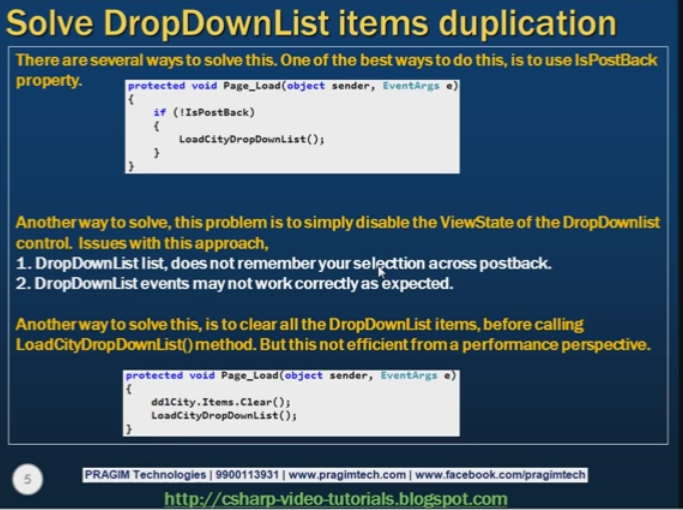 Solve DropDownList items duplication
There are several ways to solve this. One of the best ways to do this, is to use IsPostBack
property.
protected void Page_Load(object sender, EventArgs e)
{
if (!IsPostBack)
{
LoadCityDropDownList();
}
}
Another way to solve, this problem is to simply disable the ViewState of the DropDownlist
control. Issues with this approach,
1. DropDownList list, does not remember your selecttion across postback.
2. DropDownList events may not work correctly as expected.
Another way to solve this, is to clear all the DropDownList items, before calling
LoadCityDropDownList() method. But this not efficient from a performance perspective.
protected void Page_Load(object sender, EventArgs e)
{
ddlCity.Items.Clear();
LoadCityDropDownList();
}
5
PRAGIM Technologies | 9900113931 | www.pragimtech.com | www.facebook.com/pragimtech
http://csharp-video-tutorials.blogspot.com